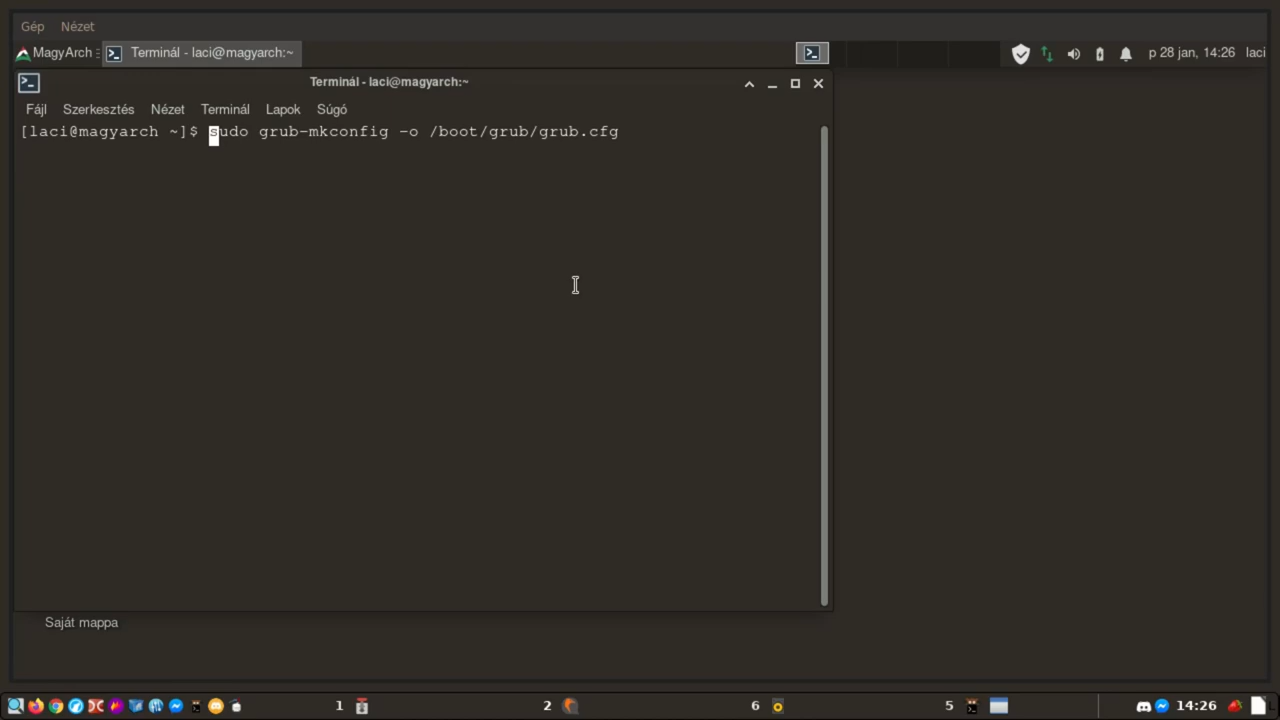 Gép Nézet
MagyArch Terminál - laci@magyarch:~ p 28 jan, 14:26 laci
Terminál - laci@magyarch:~
Fájl Szerkesztés Nézet Terminál Lapok Súgó
[laci@magyarch ~]$ sudo grub-mkconfig -o /boot/grub/grub.cfg
Saját mappa
1 2 6 5 14:26